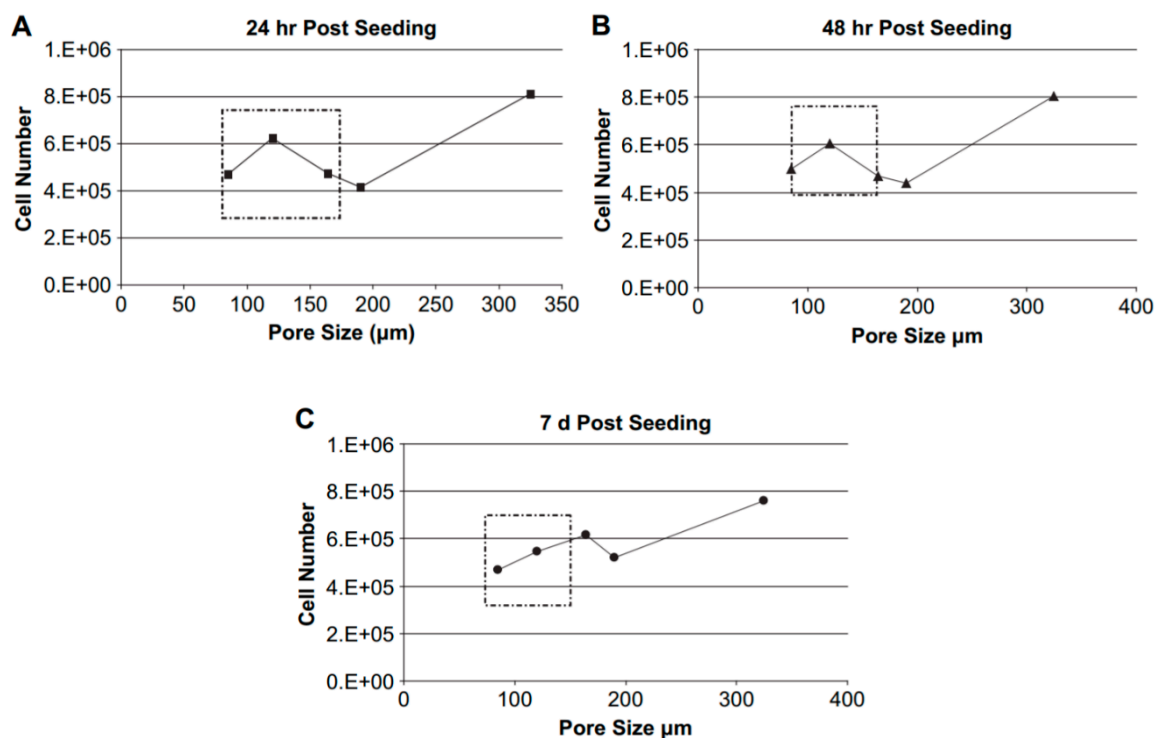 A
24 hr Post Seeding
1.E+06
8.E+05
6.E+05
4.E+05
2.E+05
0.E+00
Cell Number
0 50 100 150 200 250 300 350
Pore Size (µm)
B
48 hr Post Seeding
1.E+06
8.E+05
6.E+05
4.E+05
2.E+05
0.E+00
Cell Number
0 100 200 300 400
Pore Size µm
C
7 d Post Seeding
1.E+06
8.E+05
6.E+05
4.E+05
2.E+05
0.E+00
Cell Number
0 100 200 300 400
Pore Size µm